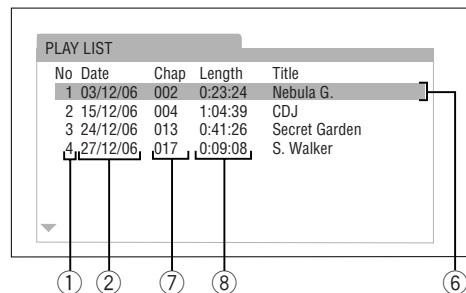 PLAY LIST
No Date Chap Length Title
1 03/12/06 002 0:23:24 Nebula G.
2 15/12/06 004 1:04:39 CDJ
3 24/12/06 013 0:41:26 Secret Garden
4 27/12/06 017 0:09:08 S. Walker
① ② ⑦ ⑧ ⑥